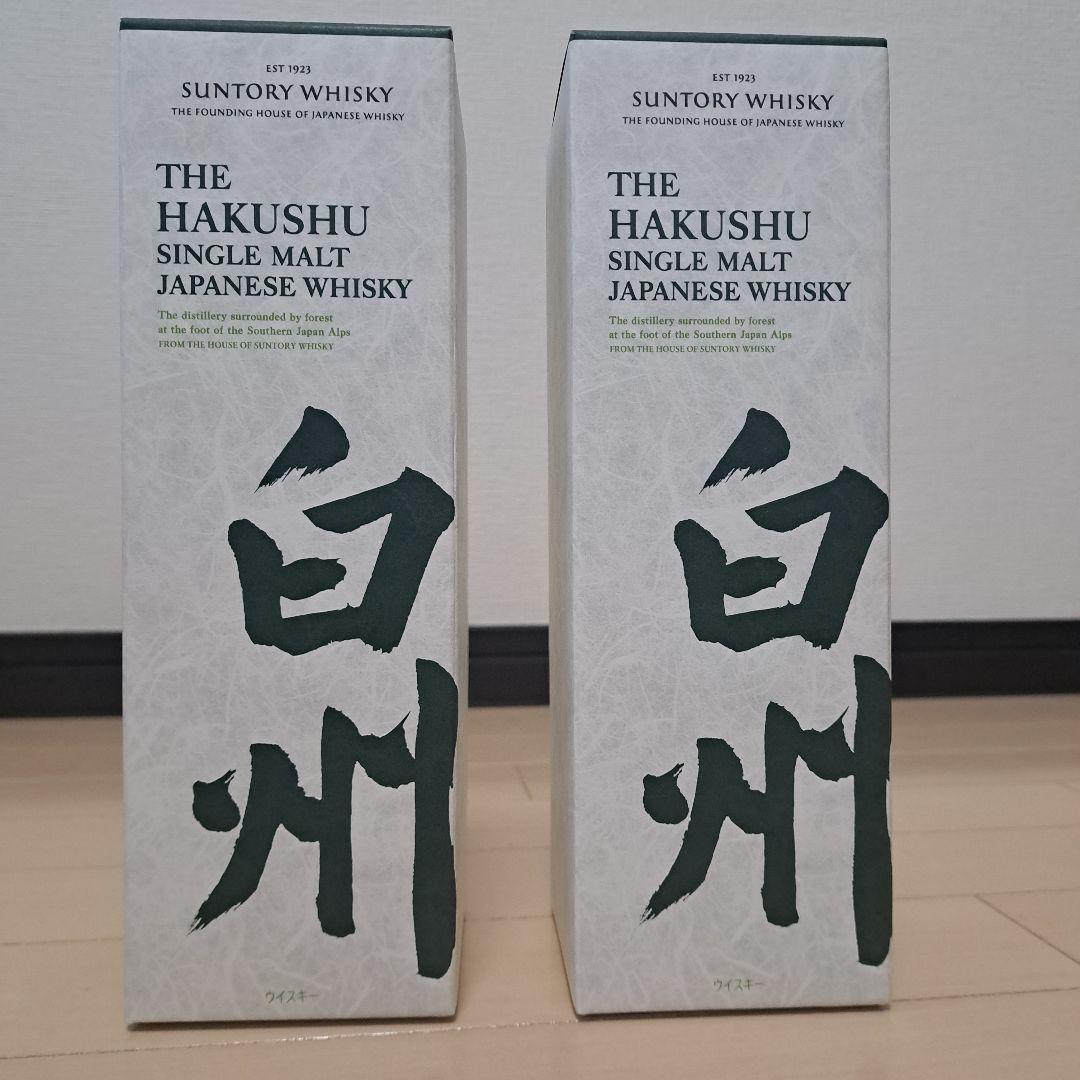 EST 1923
SUNTORY WHISKY
THE FOUNDING HOUSE OF JAPANESE WHISKY
THE
HAKUSHU
SINGLE MALT
JAPANESE WHISKY
The distillery surrounded by forest
at the foot of the Southern Japan Alps
FROM THE HOUSE OF SUNTORY WHISKY
白州
ウイスキー
EST 1923
SUNTORY WHISKY
THE FOUNDING HOUSE OF JAPANESE WHISKY
THE
HAKUSHU
SINGLE MALT
JAPANESE WHISKY
The distillery surrounded by forest
at the foot of the Southern Japan Alps
FROM THE HOUSE OF SUNTORY WHISKY
白州
ウイスキー